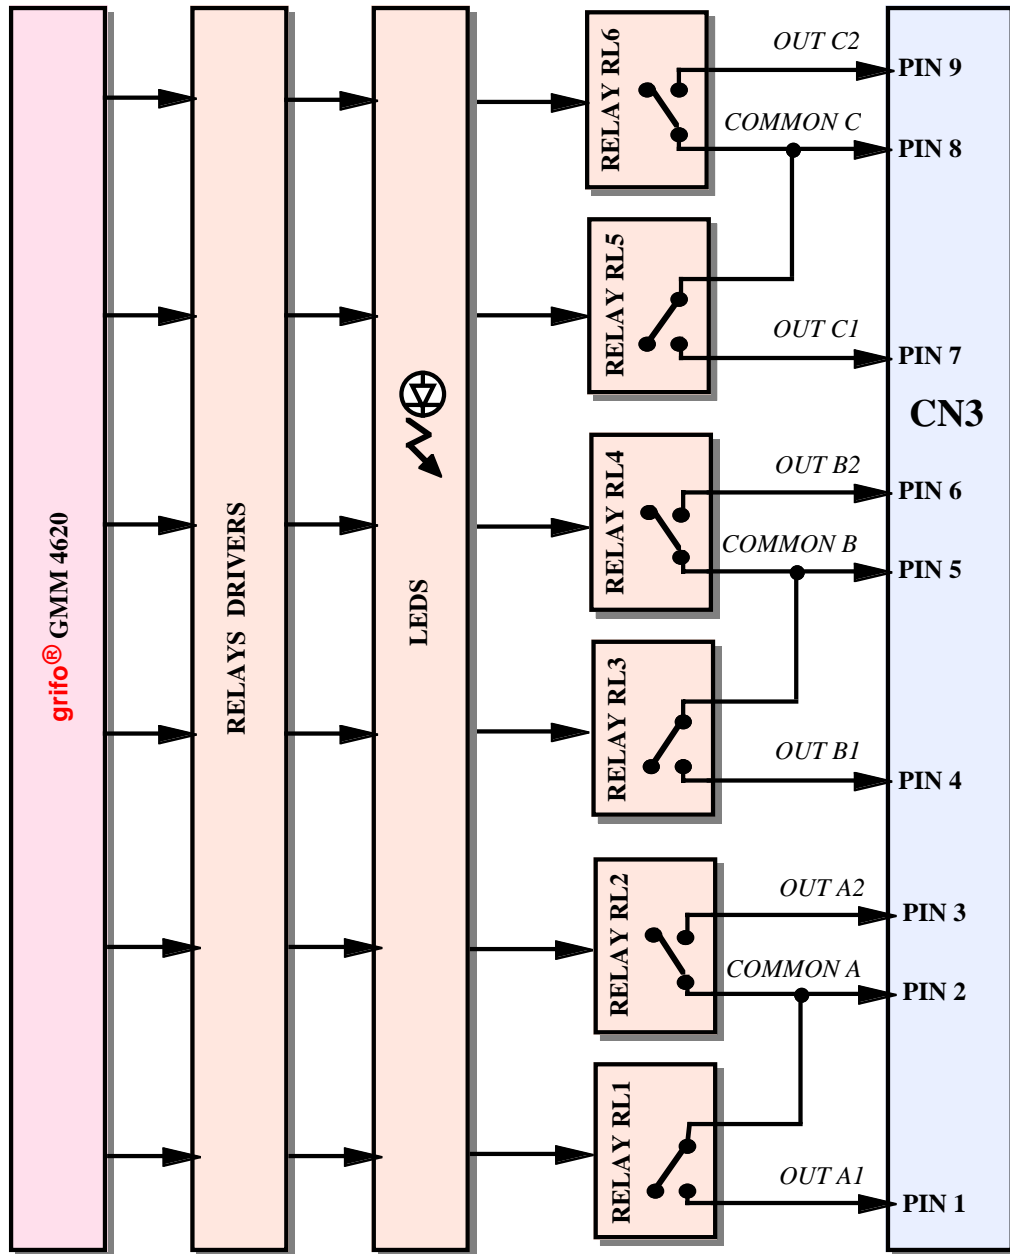 grifo® GMM 4620
RELAYS DRIVERS
LEDS
RELAY RL6
OUT C2
PIN 9
COMMON C
PIN 8
RELAY RL5
OUT C1
PIN 7
CN3
RELAY RL4
OUT B2
PIN 6
COMMON B
PIN 5
RELAY RL3
OUT B1
PIN 4
RELAY RL2
OUT A2
PIN 3
COMMON A
PIN 2
RELAY RL1
OUT A1
PIN 1